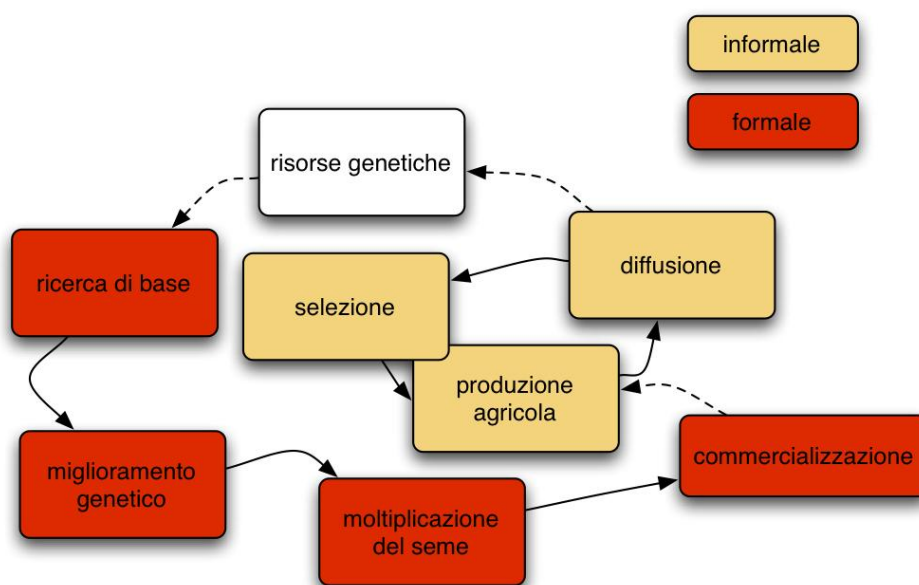 informale
formale
risorse genetiche
diffusione
ricerca di base
selezione
produzione
agricola
commercializzazione
miglioramento
genetico
moltiplicazione
del seme